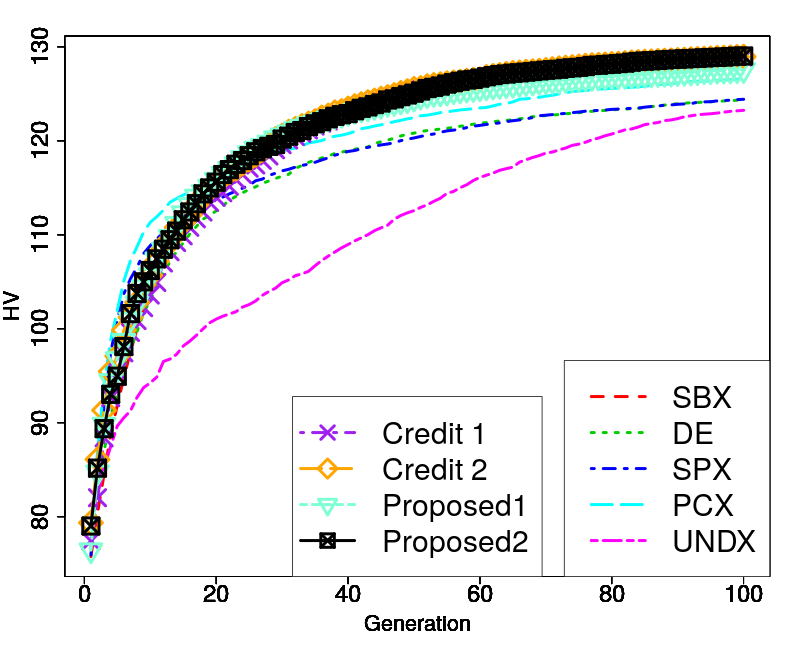 130
120
110
100
90
80
HV
0 20 40 60 80 100
Generation
Credit 1
Credit 2
Proposed1
Proposed2
SBX
DE
SPX
PCX
UNDX